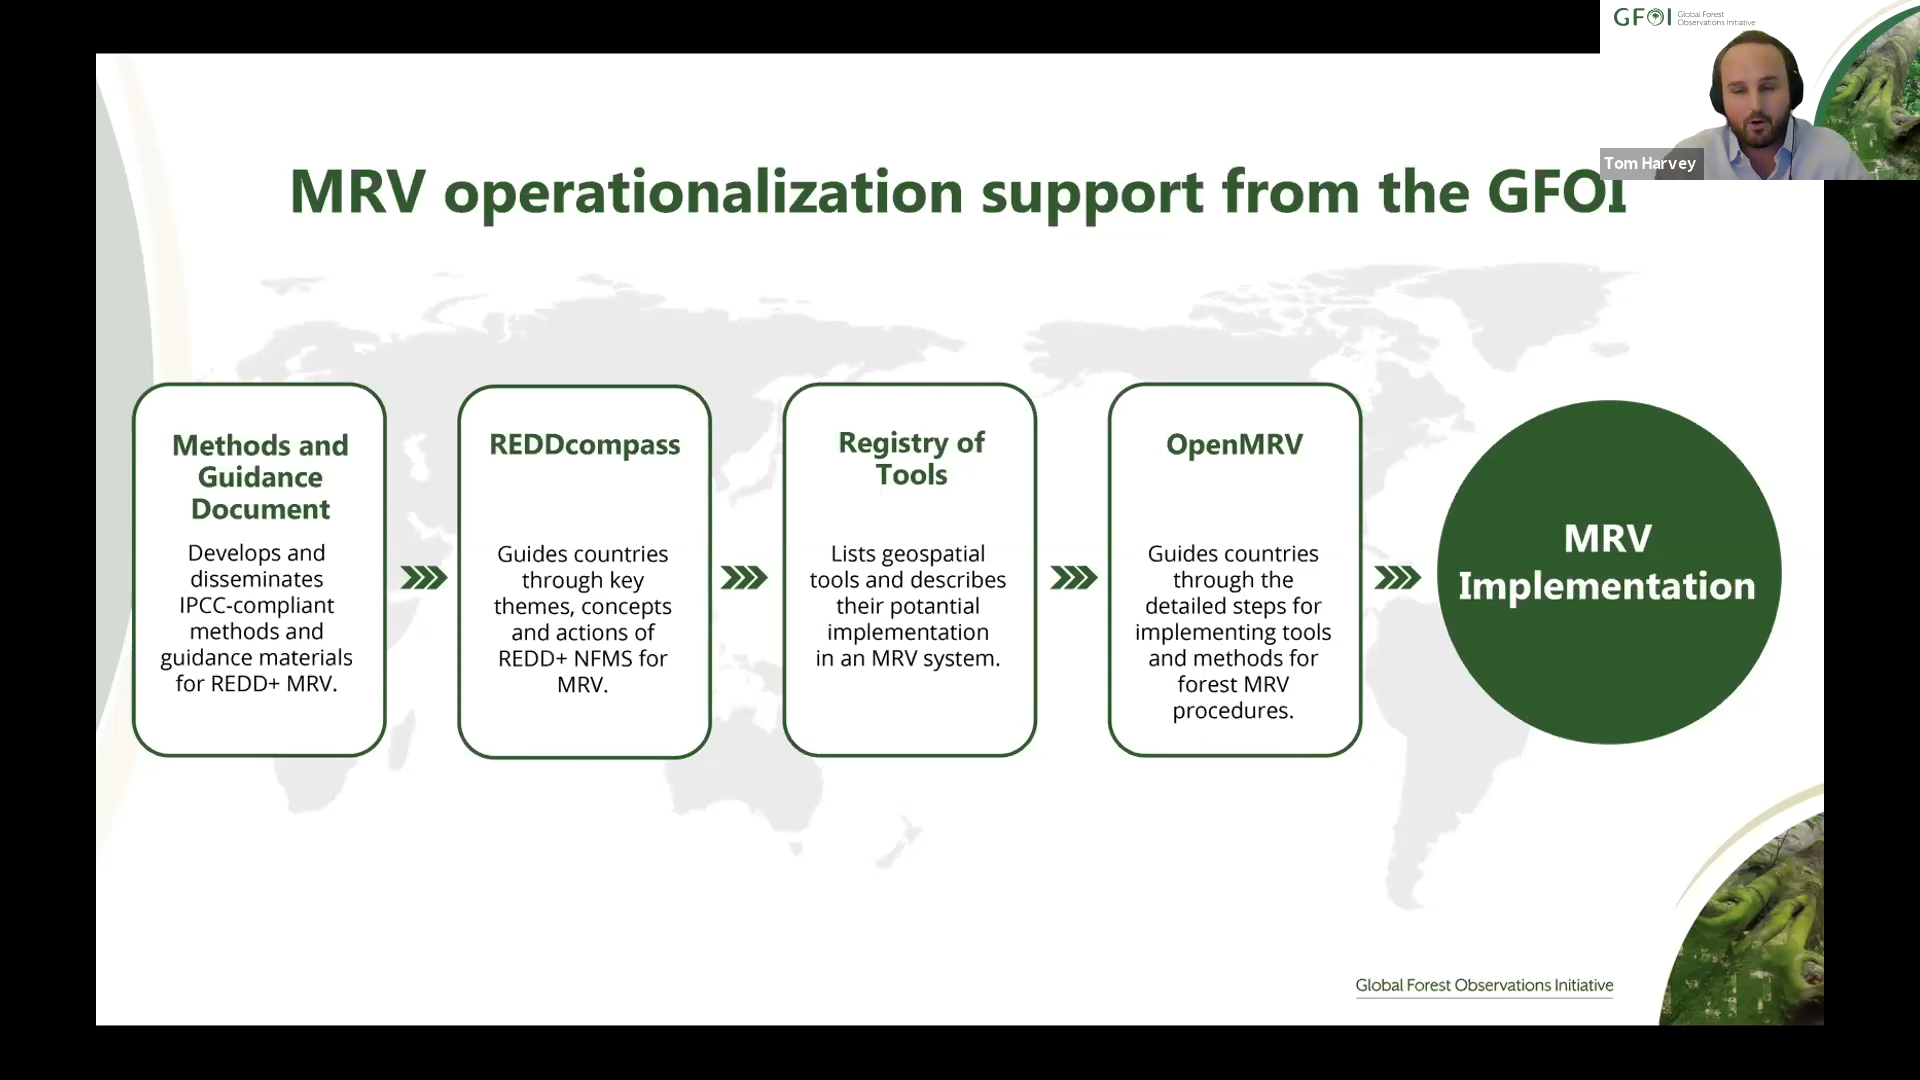 GFOI
Global Forest
Observations Initiative
Tom Harvey
MRV operationalization support from the GFOI
Methods and
Guidance
Document
Develops and
disseminates
IPCC-compliant
methods and
guidance materials
for REDD+ MRV.
REDDcompass
Guides countries
through key
themes, concepts
and actions of
REDD+ NFMS for
MRV.
Registry of
Tools
Lists geospatial
tools and describes
their potantial
implementation
in an MRV system.
OpenMRV
Guides countries
through the
detailed steps for
implementing tools
and methods for
forest MRV
procedures.
MRV
Implementation
Global Forest Observations Initiative